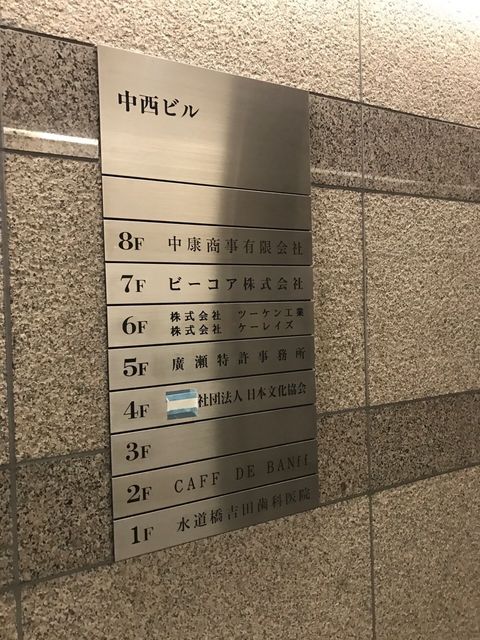 中西ビル
8F 中康商事有限会社
7F ビーコア株式会社
6F 株式会社 ツーケン工業
株式会社 ケーレイズ
5F 廣瀬特許事務所
4F 社団法人 日本文化協会
3F
2F CAFF DE BANff
1F 水道橋吉田歯科医院